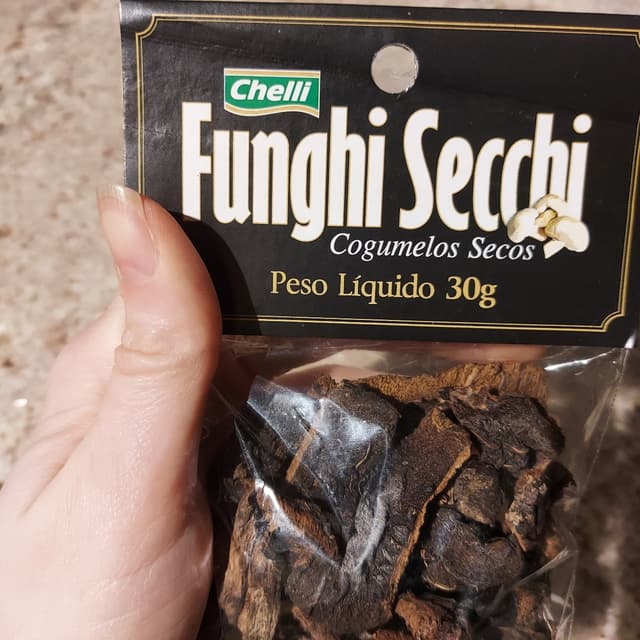 Chelli
Funghi Secchi
Cogumelos Secos
Peso Líquido 30g